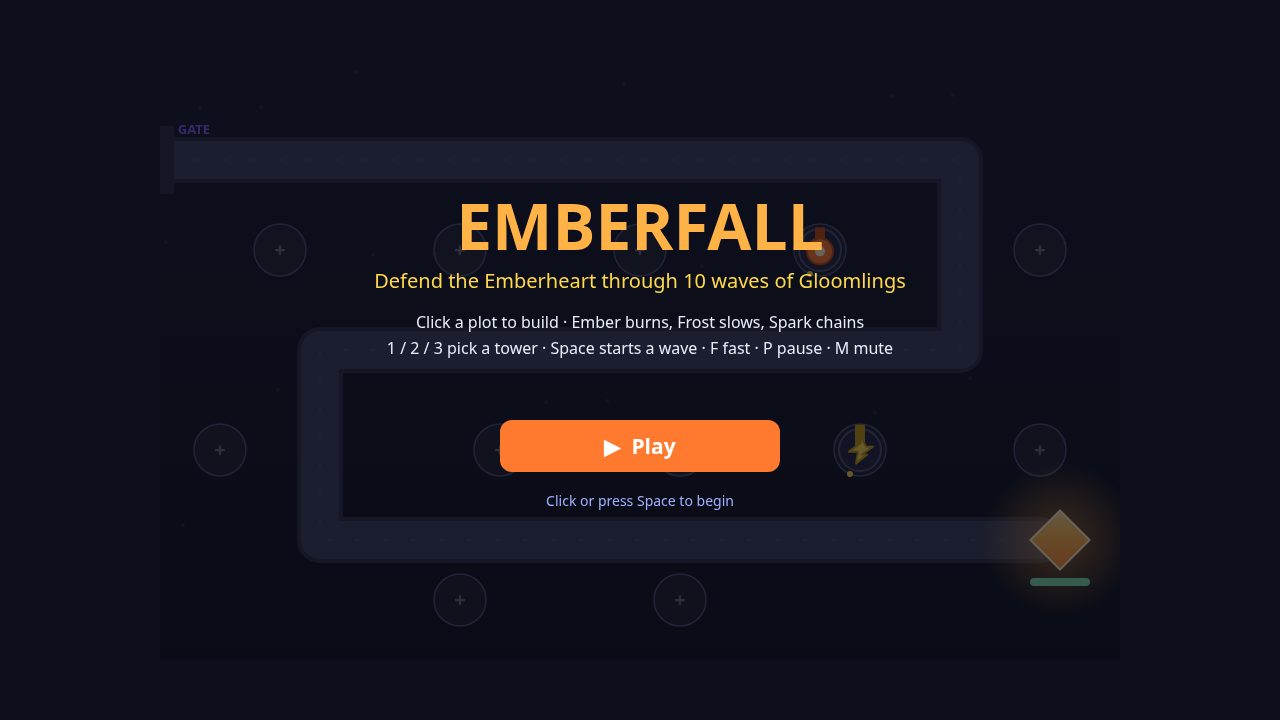 GATE
EMBERFALL
Defend the Emberheart through 10 waves of Gloomlings
Click a plot to build · Ember burns, Frost slows, Spark chains
1 / 2 / 3 pick a tower · Space starts a wave · F fast · P pause · M mute
▶ Play
Click or press Space to begin